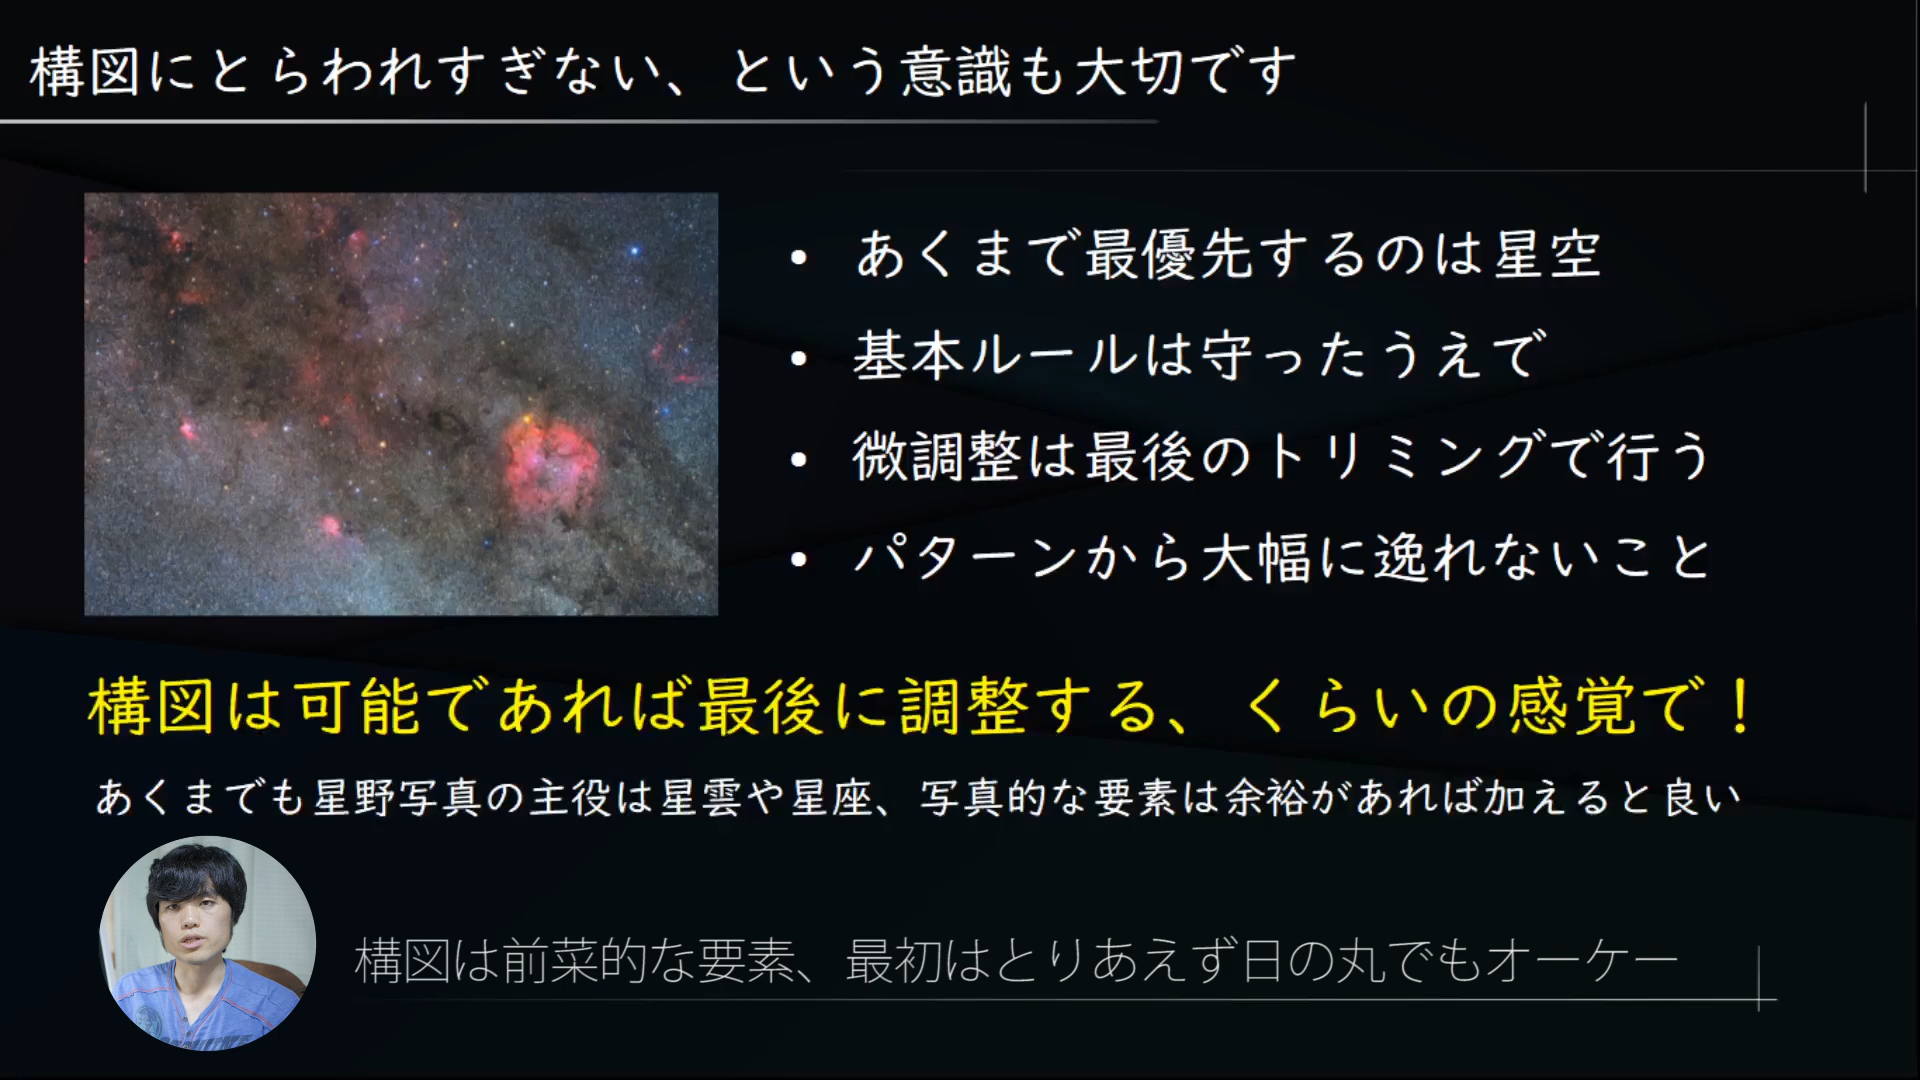 構図にとらわれすぎない、という意識も大切です
• あくまで最優先するのは星空
• 基本ルールは守ったうえで
• 微調整は最後のトリミングで行う
• パターンから大幅に逸れないこと
構図は可能であれば最後に調整する、くらいの感覚で！
あくまでも星野写真の主役は星雲や星座、写真的な要素は余裕があれば加えると良い
構図は前菜的な要素、最初はとりあえず日の丸でもオーケー